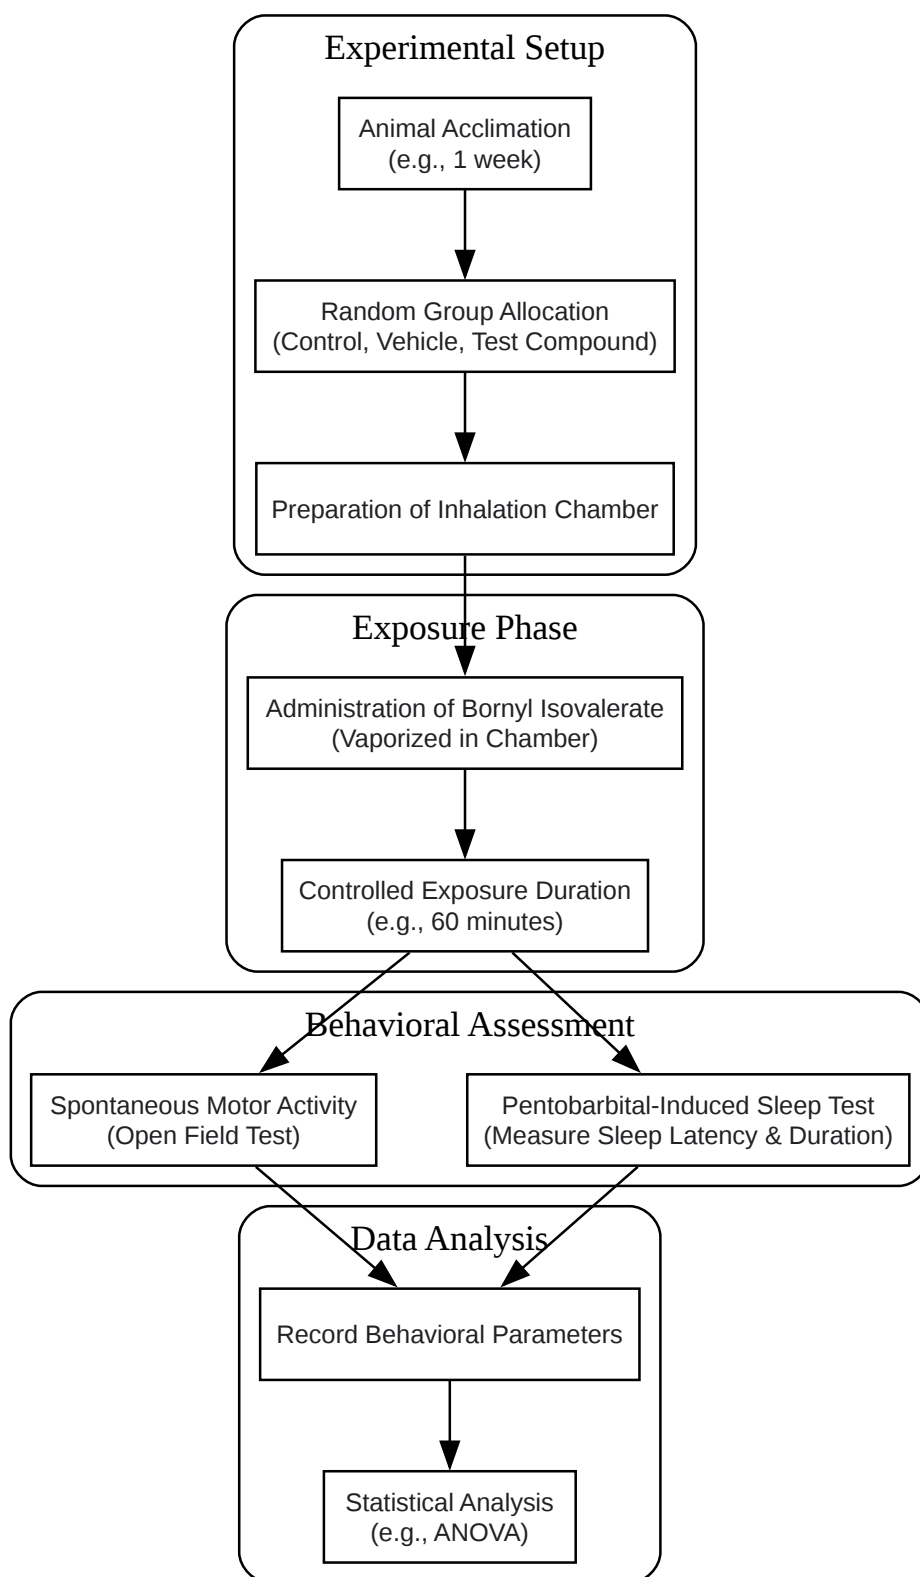 Experimental Setup
Animal Acclimation
(e.g., 1 week)
Random Group Allocation
(Control, Vehicle, Test Compound)
Preparation of Inhalation Chamber
Exposure Phase
Administration of Bornyl Isovalerate
(Vaporized in Chamber)
Controlled Exposure Duration
(e.g., 60 minutes)
Behavioral Assessment
Spontaneous Motor Activity
(Open Field Test)
Pentobarbital-Induced Sleep Test
(Measure Sleep Latency & Duration)
Data Analysis
Record Behavioral Parameters
Statistical Analysis
(e.g., ANOVA)